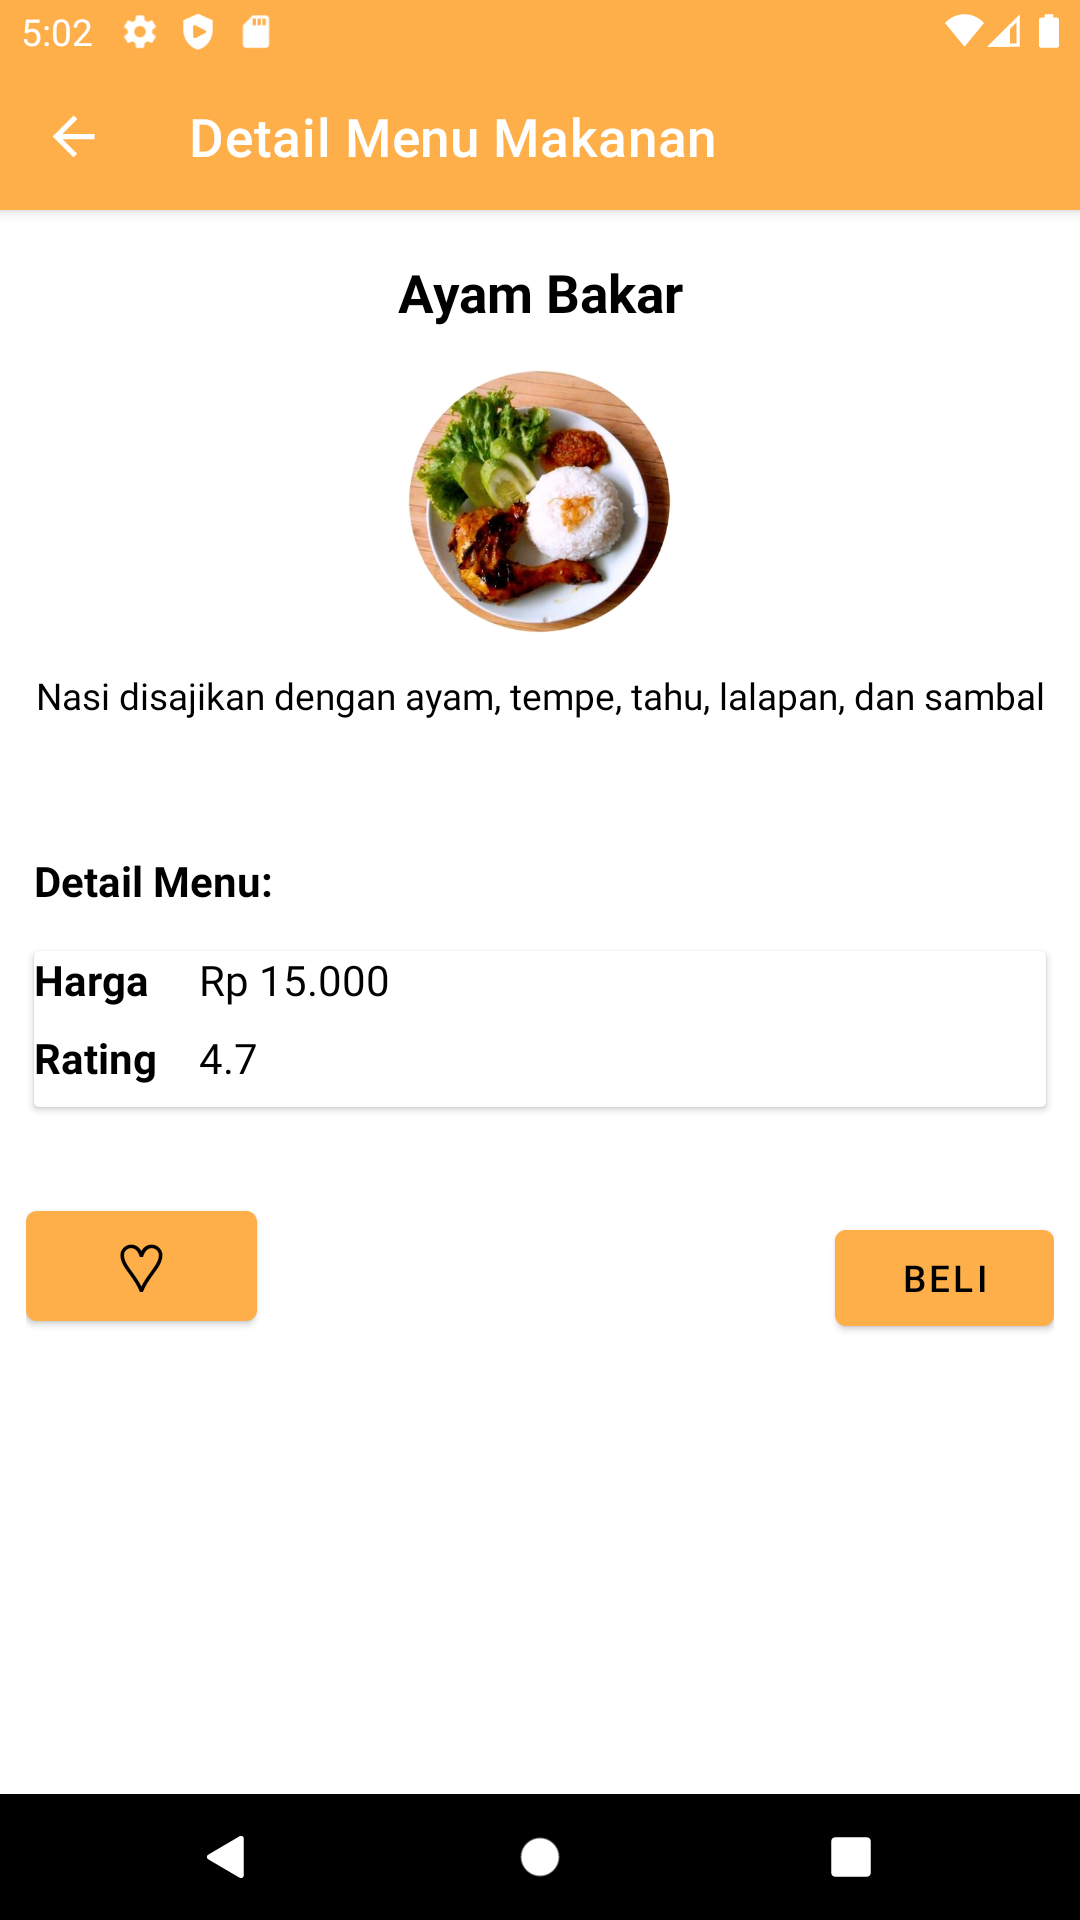 5:02
Detail Menu Makanan
Ayam Bakar
Nasi disajikan dengan ayam, tempe, tahu, lalapan, dan sambal
Detail Menu:
Harga Rp 15.000
Rating 4.7
♡ BELI